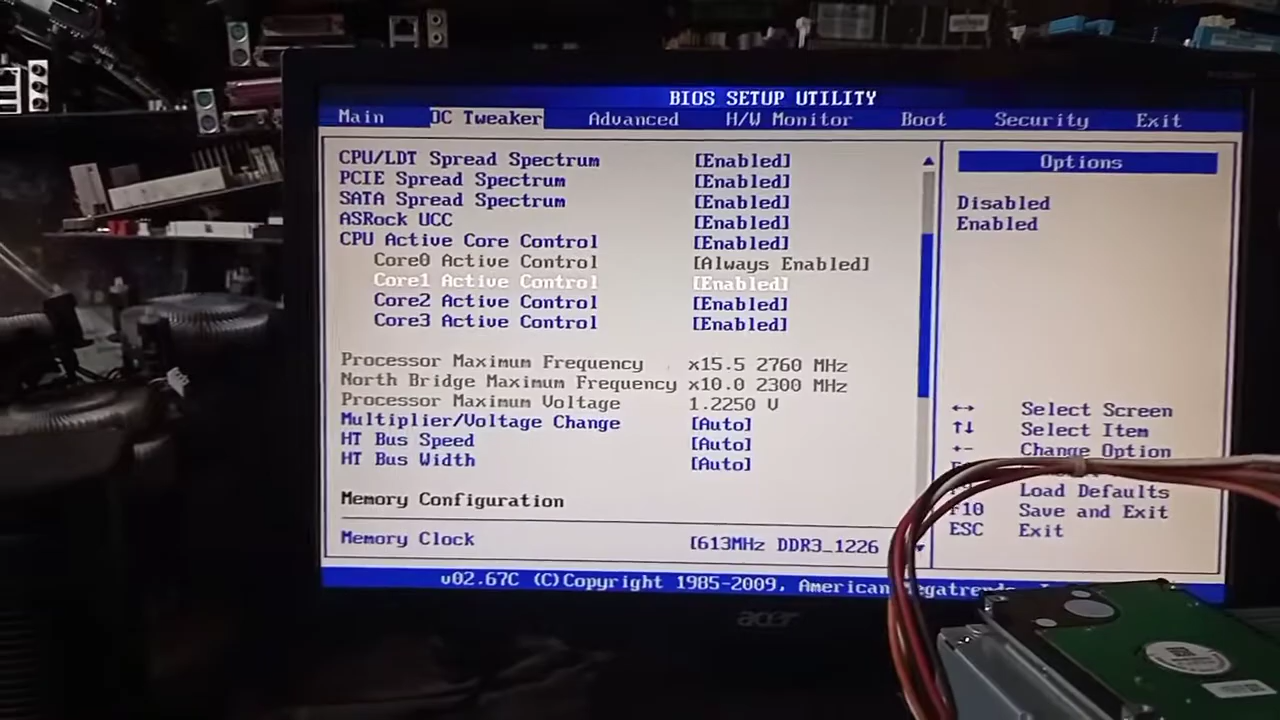 BIOS SETUP UTILITY
Main OC Tweaker Advanced H/W Monitor Boot Security Exit
CPU/LDT Spread Spectrum [Enabled]
PCIE Spread Spectrum [Enabled]
SATA Spread Spectrum [Enabled]
ASRock UCC [Enabled]
CPU Active Core Control [Enabled]
Core0 Active Control [Always Enabled]
Core1 Active Control [Enabled]
Core2 Active Control [Enabled]
Core3 Active Control [Enabled]
Processor Maximum Frequency x15.5 2760 MHz
North Bridge Maximum Frequency x10.0 2300 MHz
Processor Maximum Voltage 1.2250 V
Multiplier/Voltage Change [Auto]
HT Bus Speed [Auto]
HT Bus Width [Auto]
Memory Configuration
Memory Clock [613MHz DDR3_1226
Options
Disabled
Enabled
↔ Select Screen
↑↓ Select Item
+- Change Option
Load Defaults
F10 Save and Exit
ESC Exit
v02.67C (C)Copyright 1985-2009, American
acer